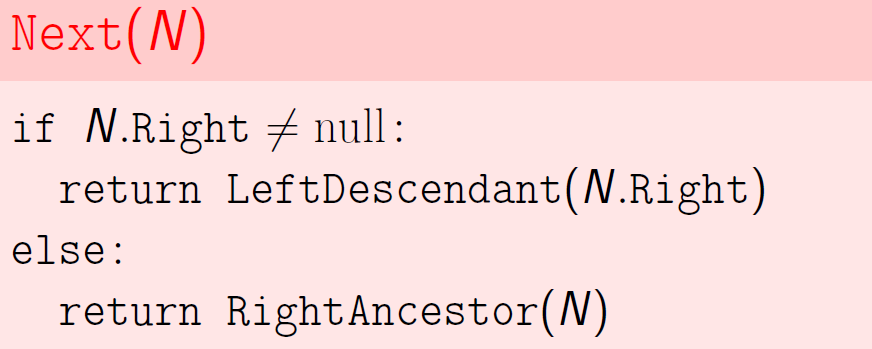 Next(N)
if N.Right ≠ null:
return LeftDescendant(N.Right)
else:
return RightAncestor(N)